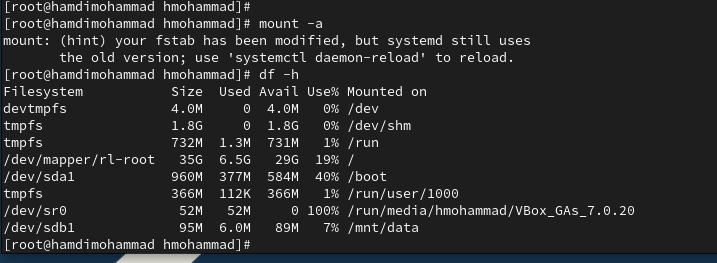 [root@hamdimohammad hmohammad]#
[root@hamdimohammad hmohammad]# mount -a
mount: (hint) your fstab has been modified, but systemd still uses
       the old version; use 'systemctl daemon-reload' to reload.
[root@hamdimohammad hmohammad]# df -h
Filesystem           Size  Used Avail Use% Mounted on
devtmpfs             4.0M     0  4.0M   0% /dev
tmpfs                1.8G     0  1.8G   0% /dev/shm
tmpfs                732M  1.3M  731M   1% /run
/dev/mapper/rl-root   35G  6.5G   29G  19% /
/dev/sda1            960M  377M  584M  40% /boot
tmpfs                366M  112K  366M   1% /run/user/1000
/dev/sr0              52M   52M     0 100% /run/media/hmohammad/VBox_GAs_7.0.20
/dev/sdb1             95M  6.0M   89M   7% /mnt/data
[root@hamdimohammad hmohammad]#